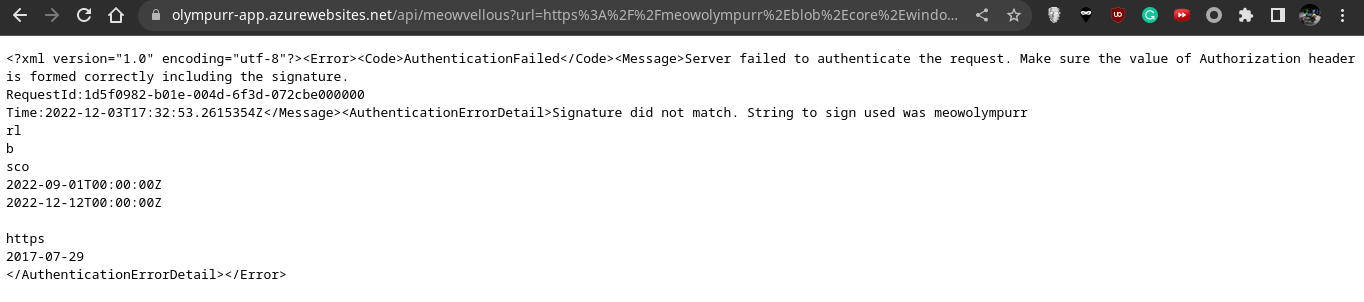 olympurr-app.azurewebsites.net/api/meowvellous?url=https%3A%2F%2Fmeowolympurr%2Eblob%2Ecore%2Ewindo...
<?xml version="1.0" encoding="utf-8"?><Error><Code>AuthenticationFailed</Code><Message>Server failed to authenticate the request. Make sure the value of Authorization header
is formed correctly including the signature.
RequestId:1d5f0982-b01e-004d-6f3d-072cbe000000
Time:2022-12-03T17:32:53.2615354Z</Message><AuthenticationErrorDetail>Signature did not match. String to sign used was meowolympurr
rl
b
sco
2022-09-01T00:00:00Z
2022-12-12T00:00:00Z
https
2017-07-29
</AuthenticationErrorDetail></Error>